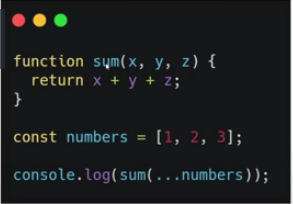 function sum(x, y, z) {
  return x + y + z;
}
const numbers = [1, 2, 3];
console.log(sum(...numbers));